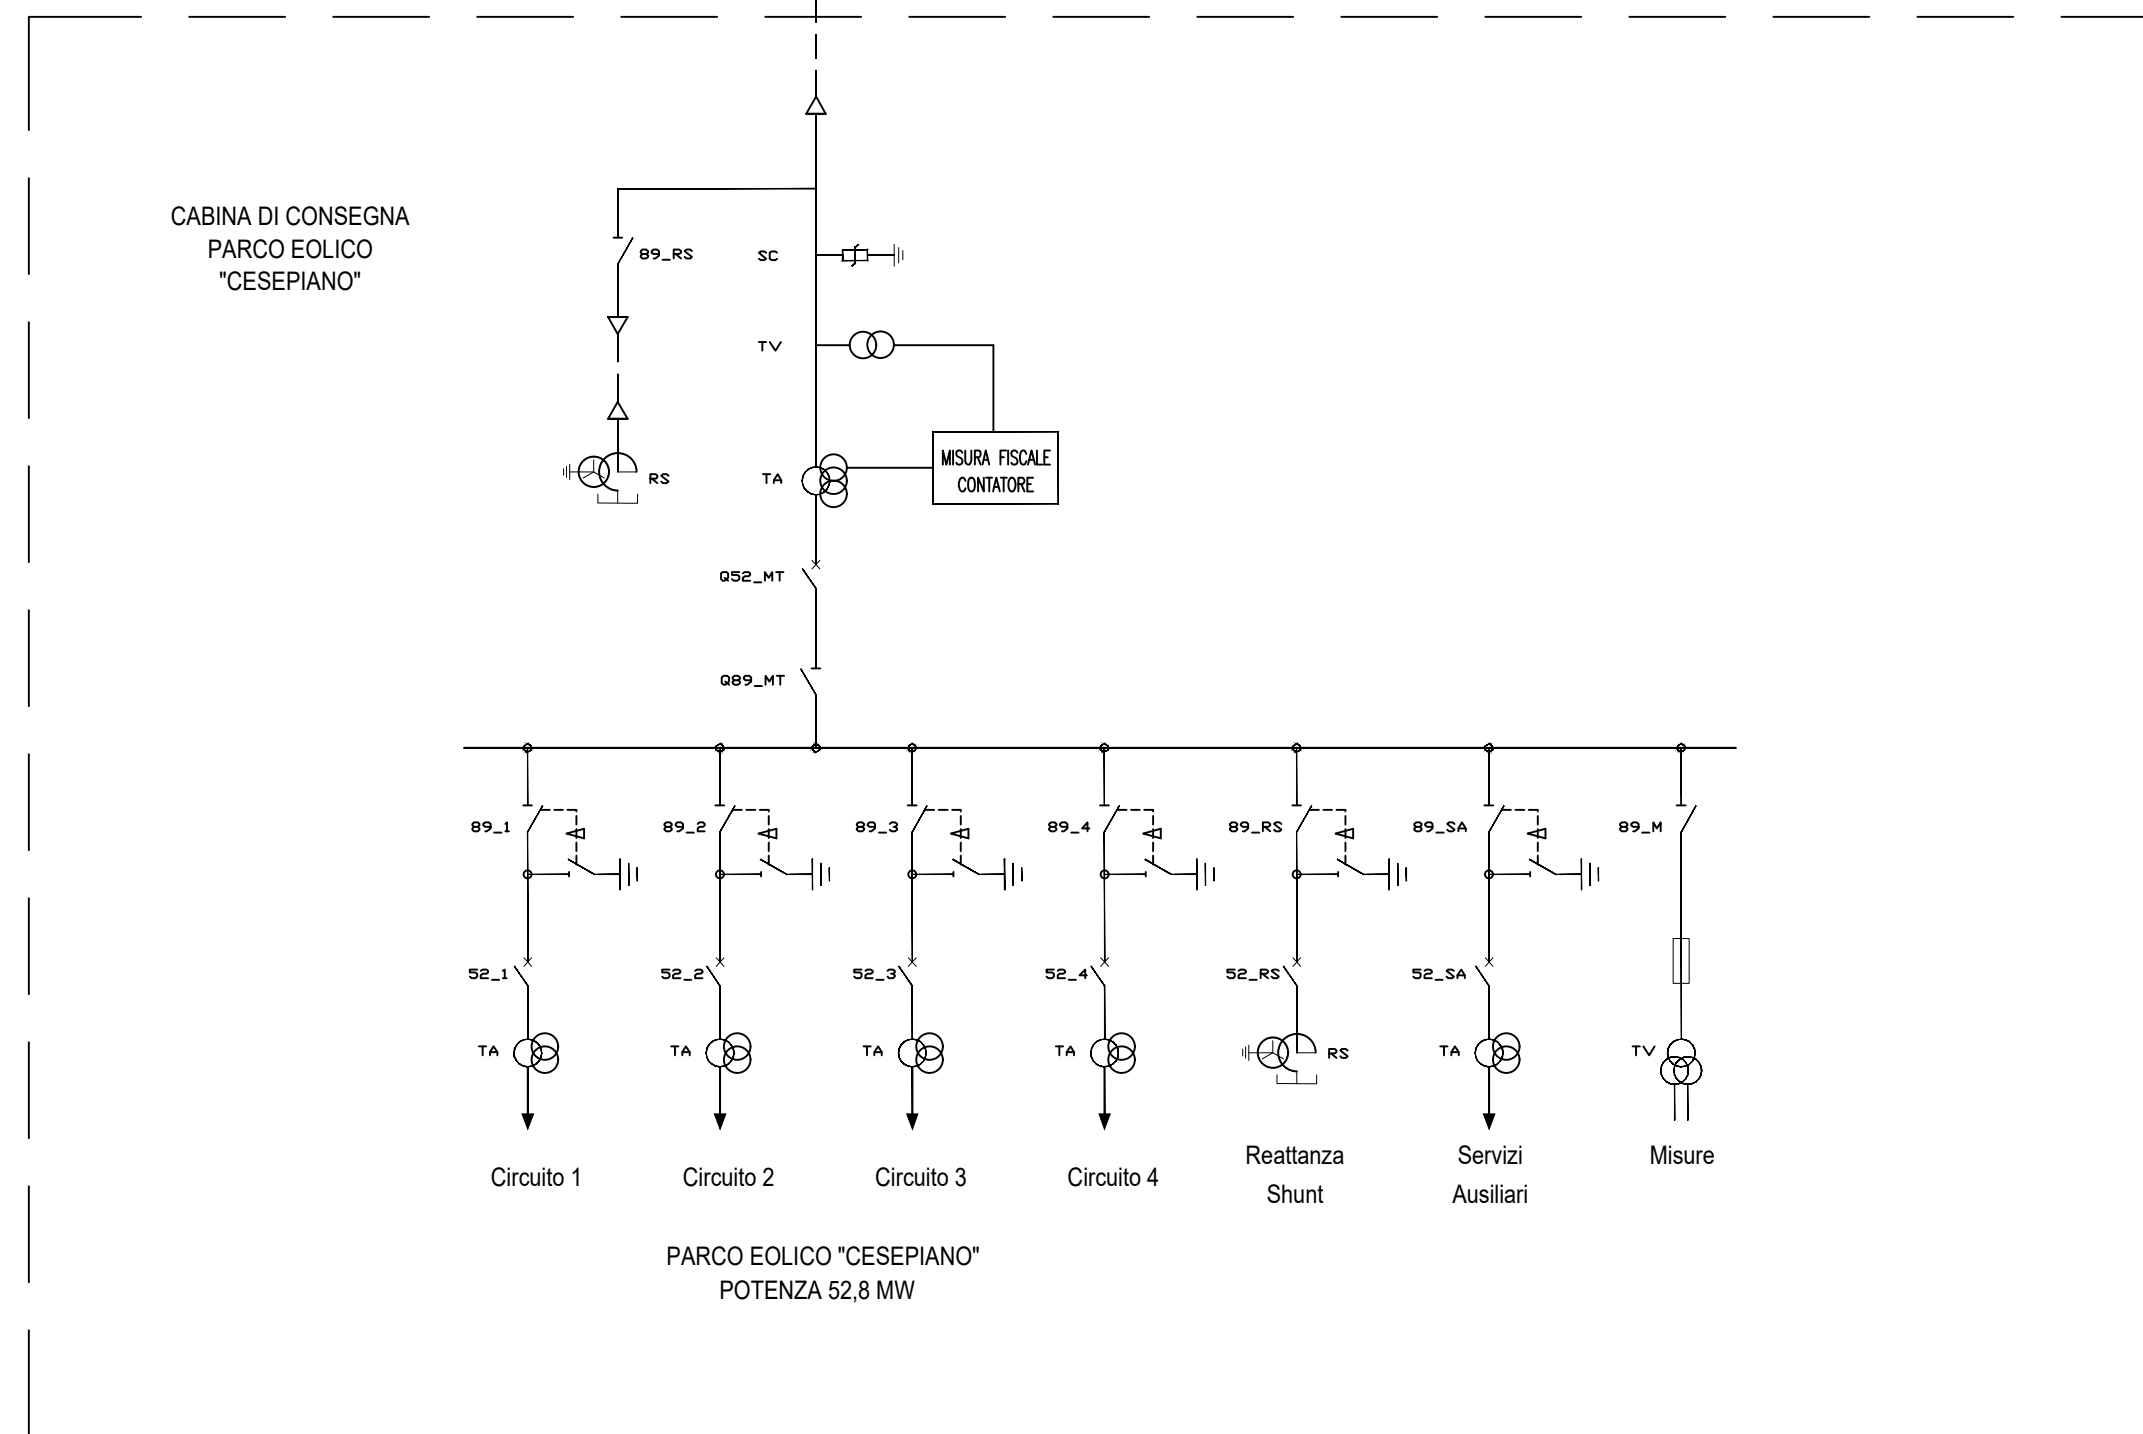 CABINA DI CONSEGNA
PARCO EOLICO
"CESEPIANO"
89_RS
SC
TV
MISURA FISCALE
CONTATORE
RS
TA
Q52_MT
Q89_MT
89_1
89_2
89_3
89_4
89_RS
89_SA
89_M
52_1
52_2
52_3
52_4
52_RS
52_SA
TA
TA
TA
TA
RS
TA
TV
Circuito 1
Circuito 2
Circuito 3
Circuito 4
Reattanza
Shunt
Servizi
Ausiliari
Misure
PARCO EOLICO "CESEPIANO"
POTENZA 52,8 MW